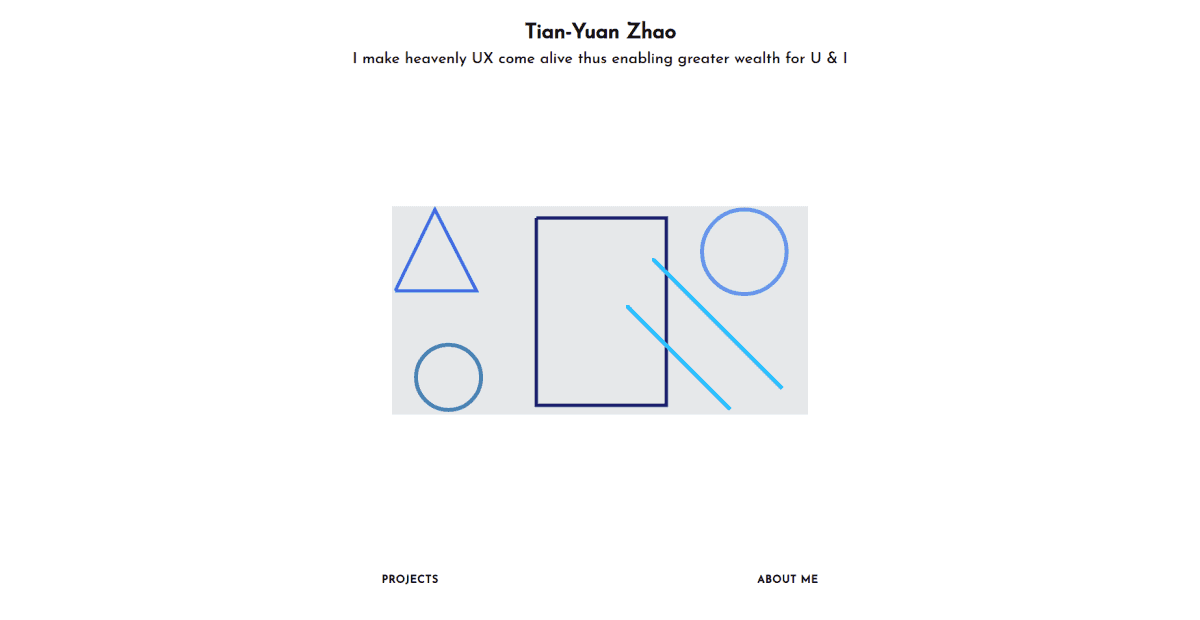 Tian-Yuan Zhao
I make heavenly UX come alive thus enabling greater wealth for U & I
PROJECTS
ABOUT ME